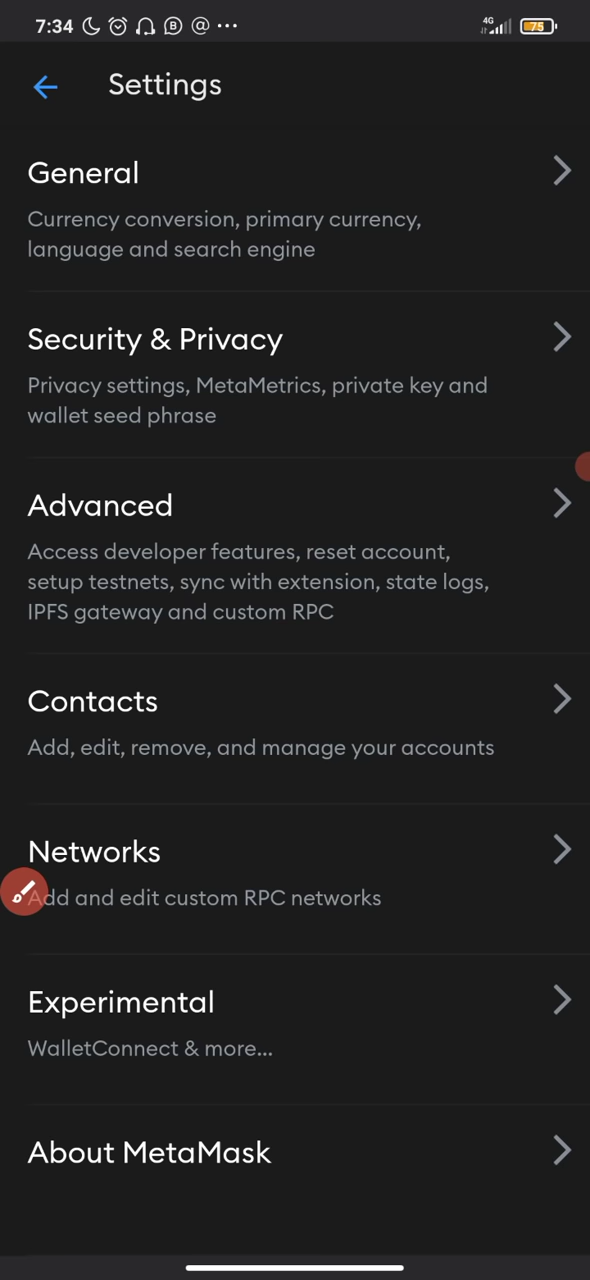 7:34
4G
75
Settings
General
Currency conversion, primary currency,
language and search engine
Security & Privacy
Privacy settings, MetaMetrics, private key and
wallet seed phrase
Advanced
Access developer features, reset account,
setup testnets, sync with extension, state logs,
IPFS gateway and custom RPC
Contacts
Add, edit, remove, and manage your accounts
Networks
Add and edit custom RPC networks
Experimental
WalletConnect & more...
About MetaMask